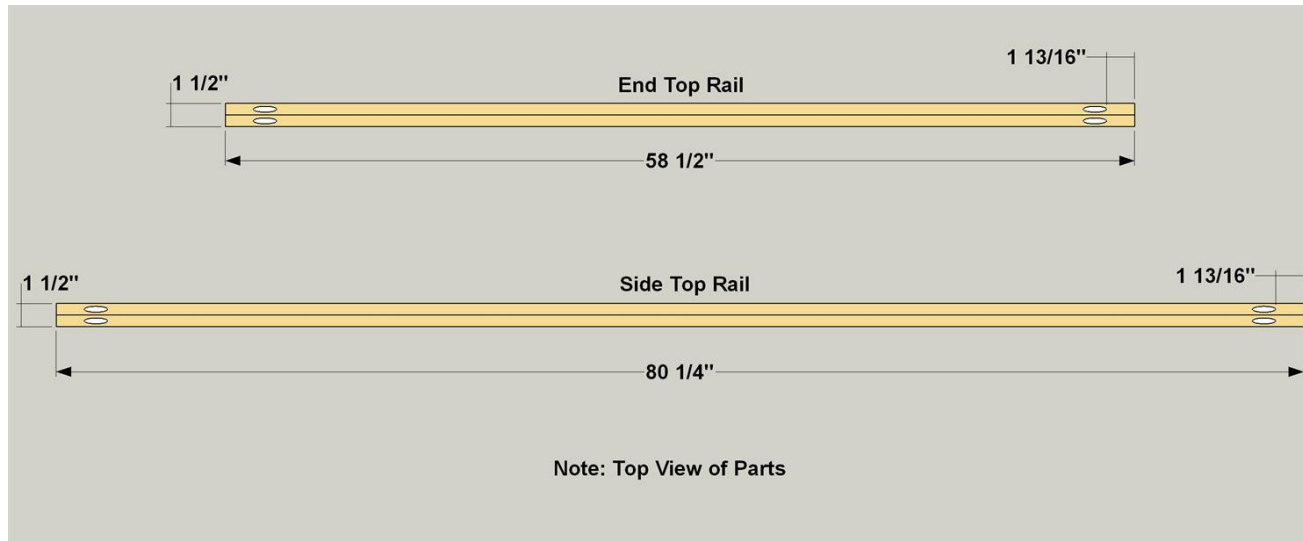 1 13/16"
1 1/2"
End Top Rail
58 1/2"
1 1/2"
Side Top Rail
1 13/16"
80 1/4"
Note: Top View of Parts